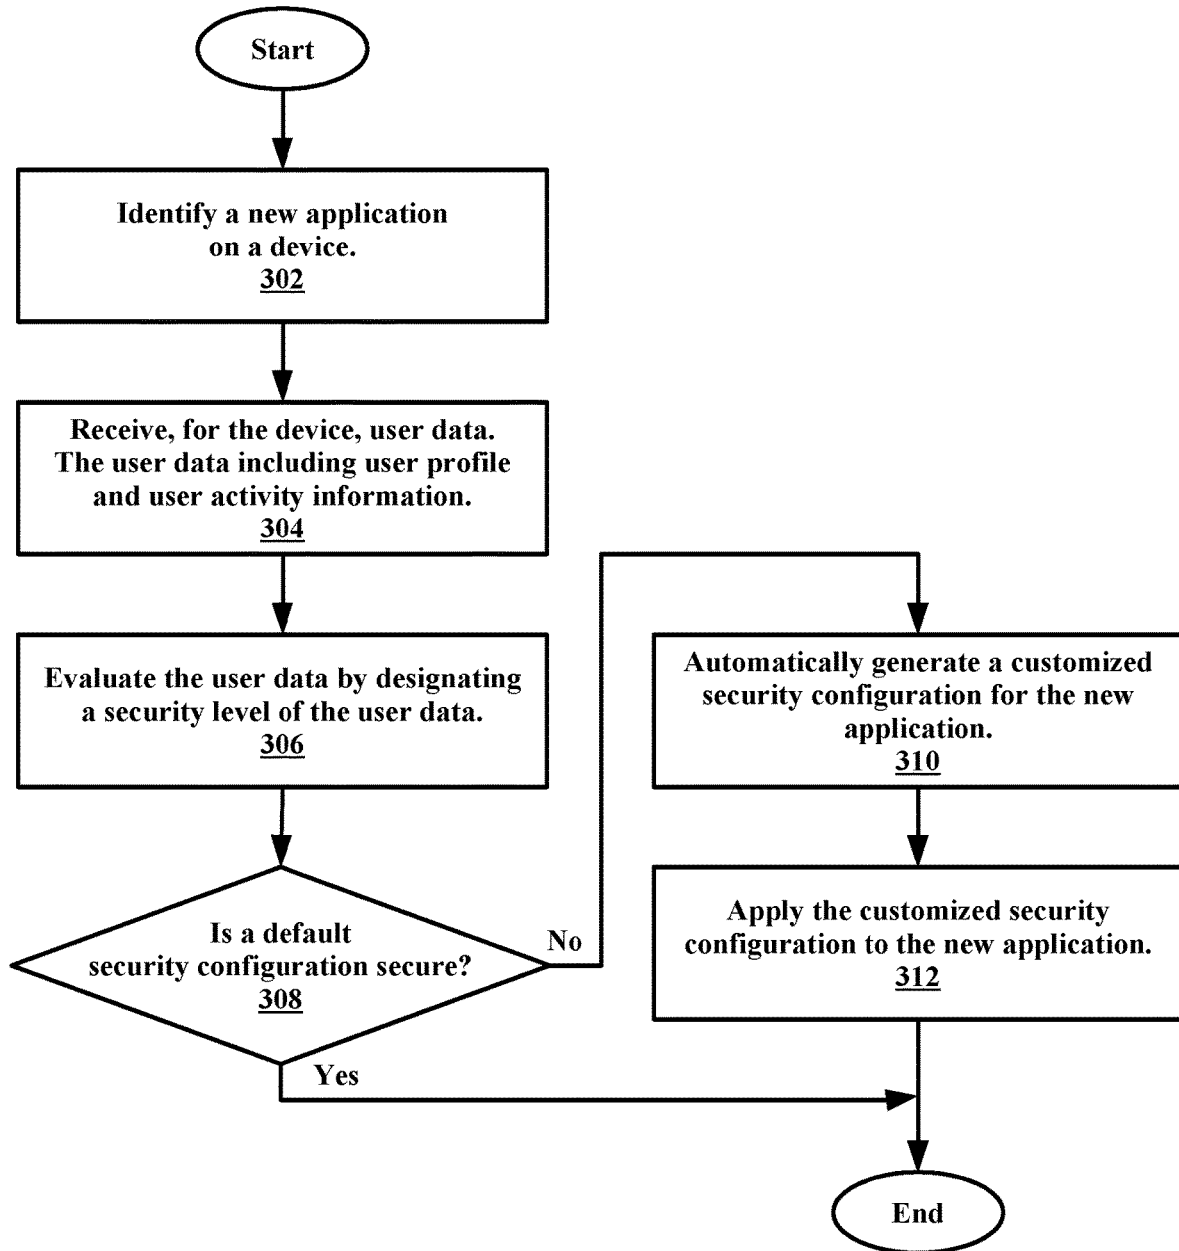 Start
Identify a new application
on a device.
302
Receive, for the device, user data.
The user data including user profile
and user activity information.
304
Evaluate the user data by designating
a security level of the user data.
306
Is a default
security configuration secure?
308
No
Yes
Automatically generate a customized
security configuration for the new
application.
310
Apply the customized security
configuration to the new application.
312
End